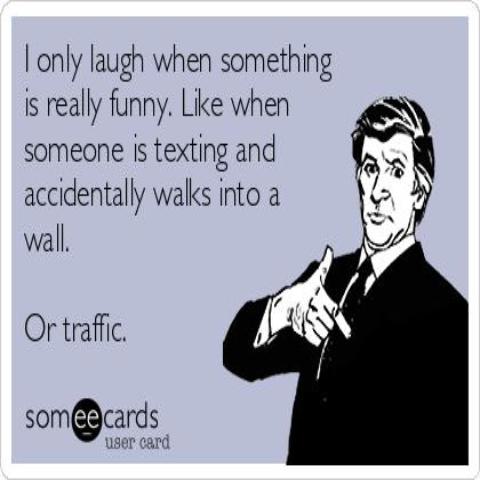 I only laugh when something
is really funny. Like when
someone is texting and
accidentally walks into a
wall.
Or traffic.
someecards
user card